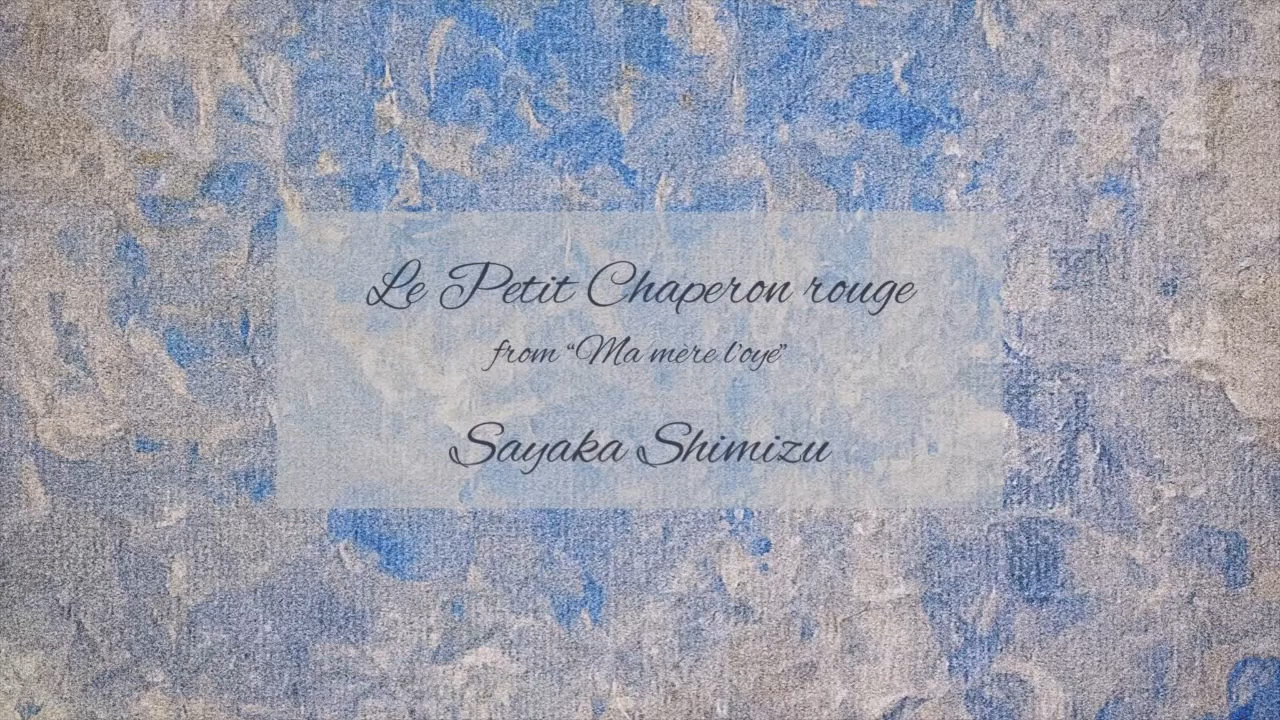 Le Petit Chaperon rouge
from “Ma mère l’oye”
Sayaka Shimizu